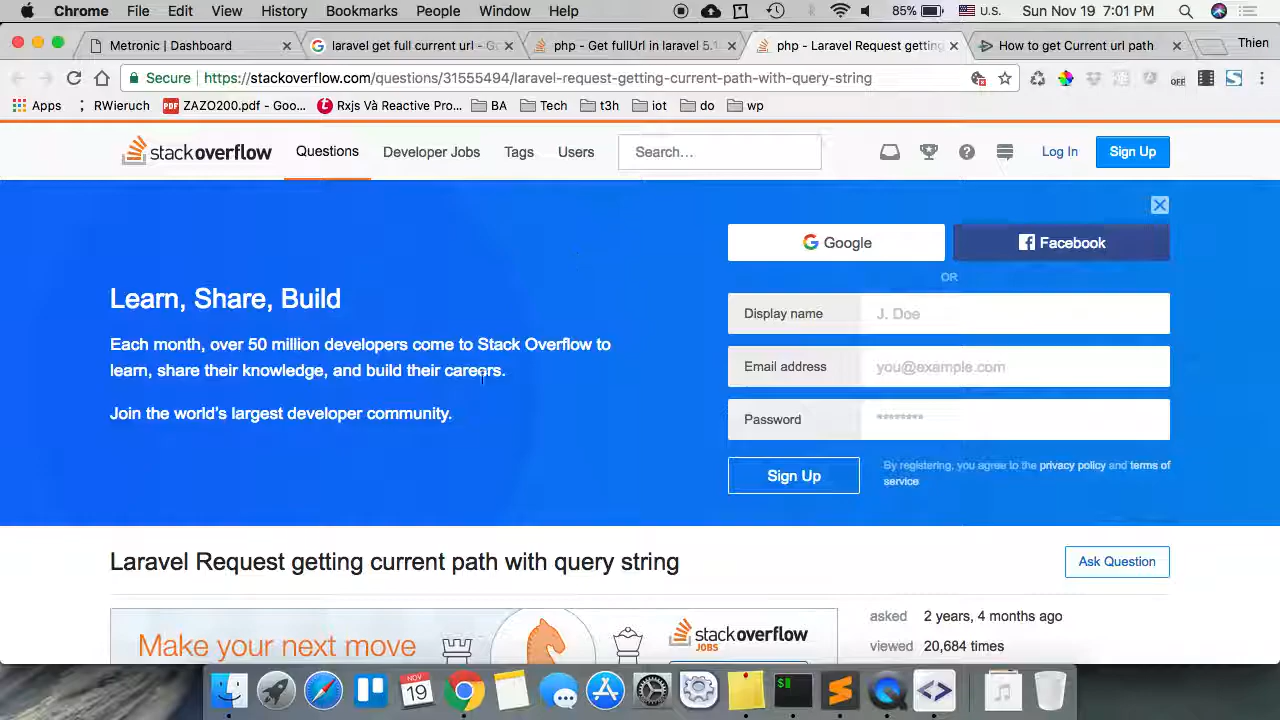 Chrome File Edit View History Bookmarks People Window Help 85% U.S. Sun Nov 19 7:01 PM
Metronic | Dashboard
laravel get full current url - Go
php - Get fullUrl in laravel 5.1
php - Laravel Request getting
How to get Current url path
Thien
Secure https://stackoverflow.com/questions/31555494/laravel-request-getting-current-path-with-query-string OFF
Apps RWieruch ZAZO200.pdf - Goo... Rxjs Và Reactive Pro... BA Tech t3h iot do wp
stackoverflow Questions Developer Jobs Tags Users Search... Log In Sign Up
Google
Facebook
OR
Learn, Share, Build
Each month, over 50 million developers come to Stack Overflow to
learn, share their knowledge, and build their careers.
Join the world's largest developer community.
Display name J. Doe
Email address you@example.com
Password ********
Sign Up
By registering, you agree to the privacy policy and terms of
service
Laravel Request getting current path with query string
Ask Question
Make your next move
stackoverflow
JOBS
asked 2 years, 4 months ago
viewed 20,684 times
NOV
19